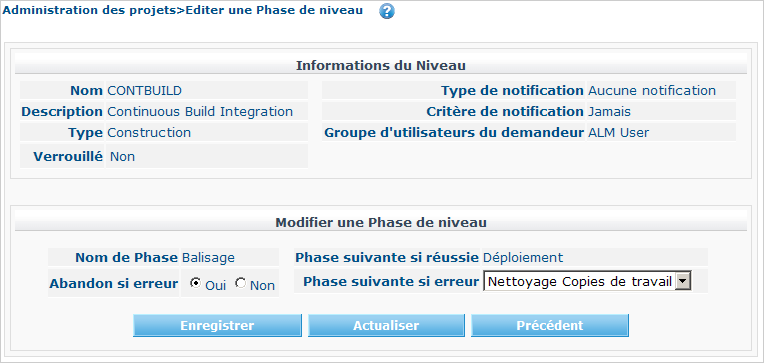 Administration des projets>Editer une Phase de niveau ?
Informations du Niveau
Nom CONTBUILD Type de notification Aucune notification
Description Continuous Build Integration Critère de notification Jamais
Type Construction Groupe d'utilisateurs du demandeur ALM User
Verrouillé Non
Modifier une Phase de niveau
Nom de Phase Balisage Phase suivante si réussie Déploiement
Abandon si erreur Oui Non Phase suivante si erreur Nettoyage Copies de travail
Enregistrer Actualiser Précédent